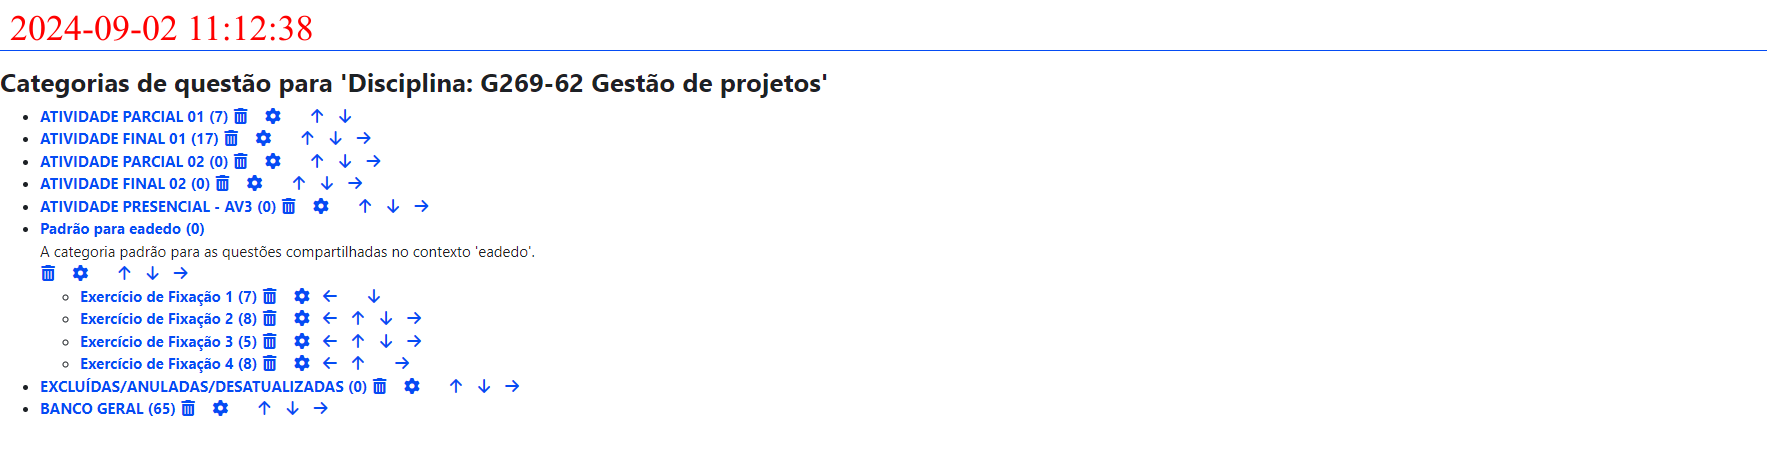 2024-09-02 11:12:38
Categorias de questão para 'Disciplina: G269-62 Gestão de projetos'
ATIVIDADE PARCIAL 01 (7)
ATIVIDADE FINAL 01 (17)
ATIVIDADE PARCIAL 02 (0)
ATIVIDADE FINAL 02 (0)
ATIVIDADE PRESENCIAL - AV3 (0)
Padrão para eadedo (0)
A categoria padrão para as questões compartilhadas no contexto 'eadedo'.
Exercício de Fixação 1 (7)
Exercício de Fixação 2 (8)
Exercício de Fixação 3 (5)
Exercício de Fixação 4 (8)
EXCLUÍDAS/ANULADAS/DESATUALIZADAS (0)
BANCO GERAL (65)